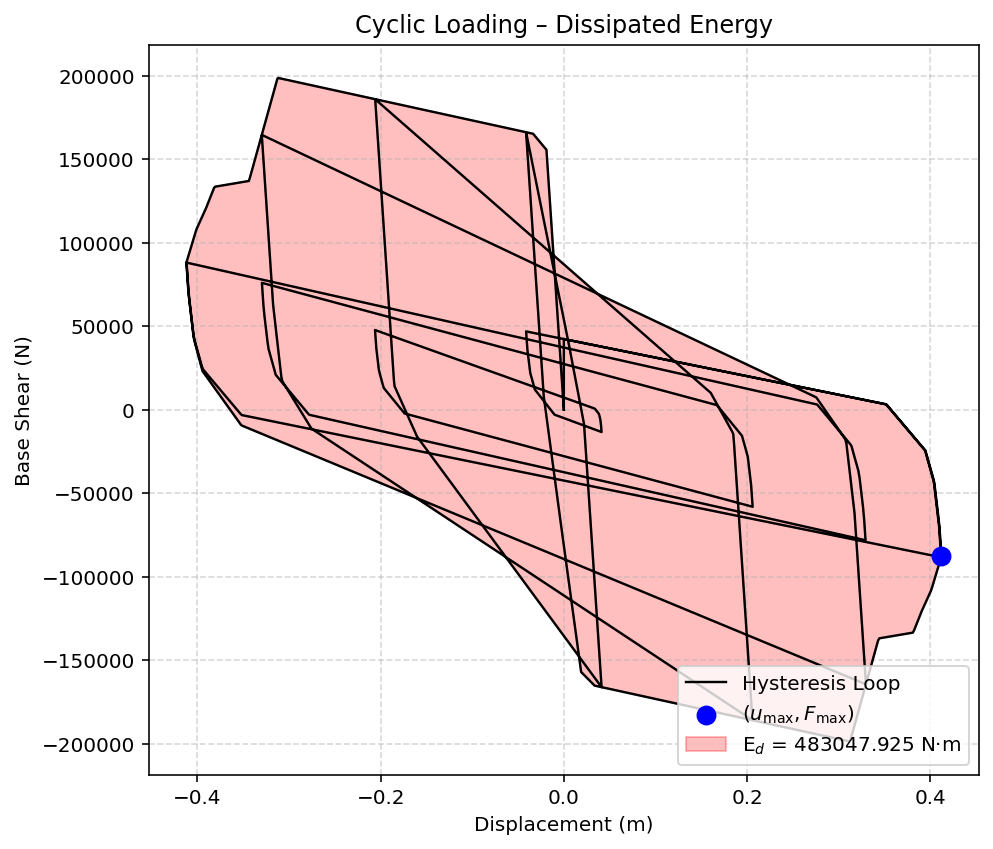 Cyclic Loading – Dissipated Energy
Base Shear (N)
200000
150000
100000
50000
0
−50000
−100000
−150000
−200000
Hysteresis Loop
(u_max, F_max)
E_d = 483047.925 N·m
−0.4
−0.2
0.0
0.2
0.4
Displacement (m)